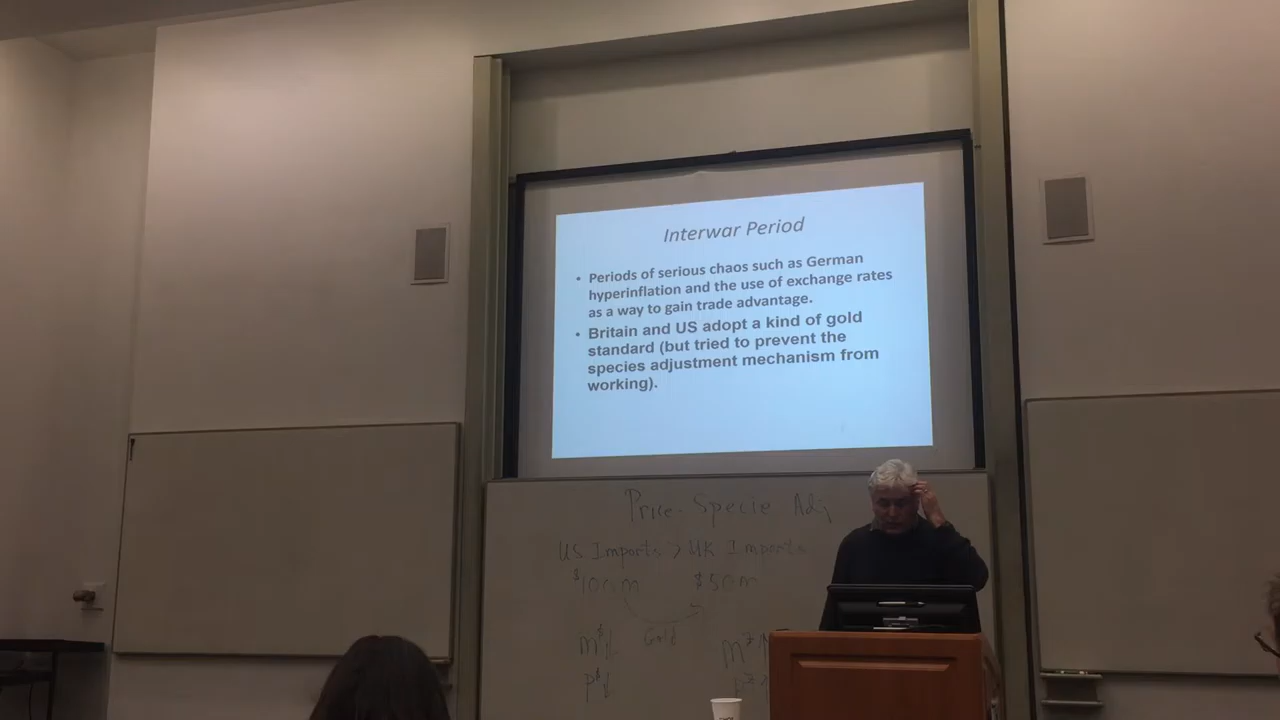 Interwar Period
• Periods of serious chaos such as German
hyperinflation and the use of exchange rates
as a way to gain trade advantage.
• Britain and US adopt a kind of gold
standard (but tried to prevent the
species adjustment mechanism from
working).
Price-Specie Adj
US Imports > UK Imports
$100m $50m
Gold
m$↓
P$↓